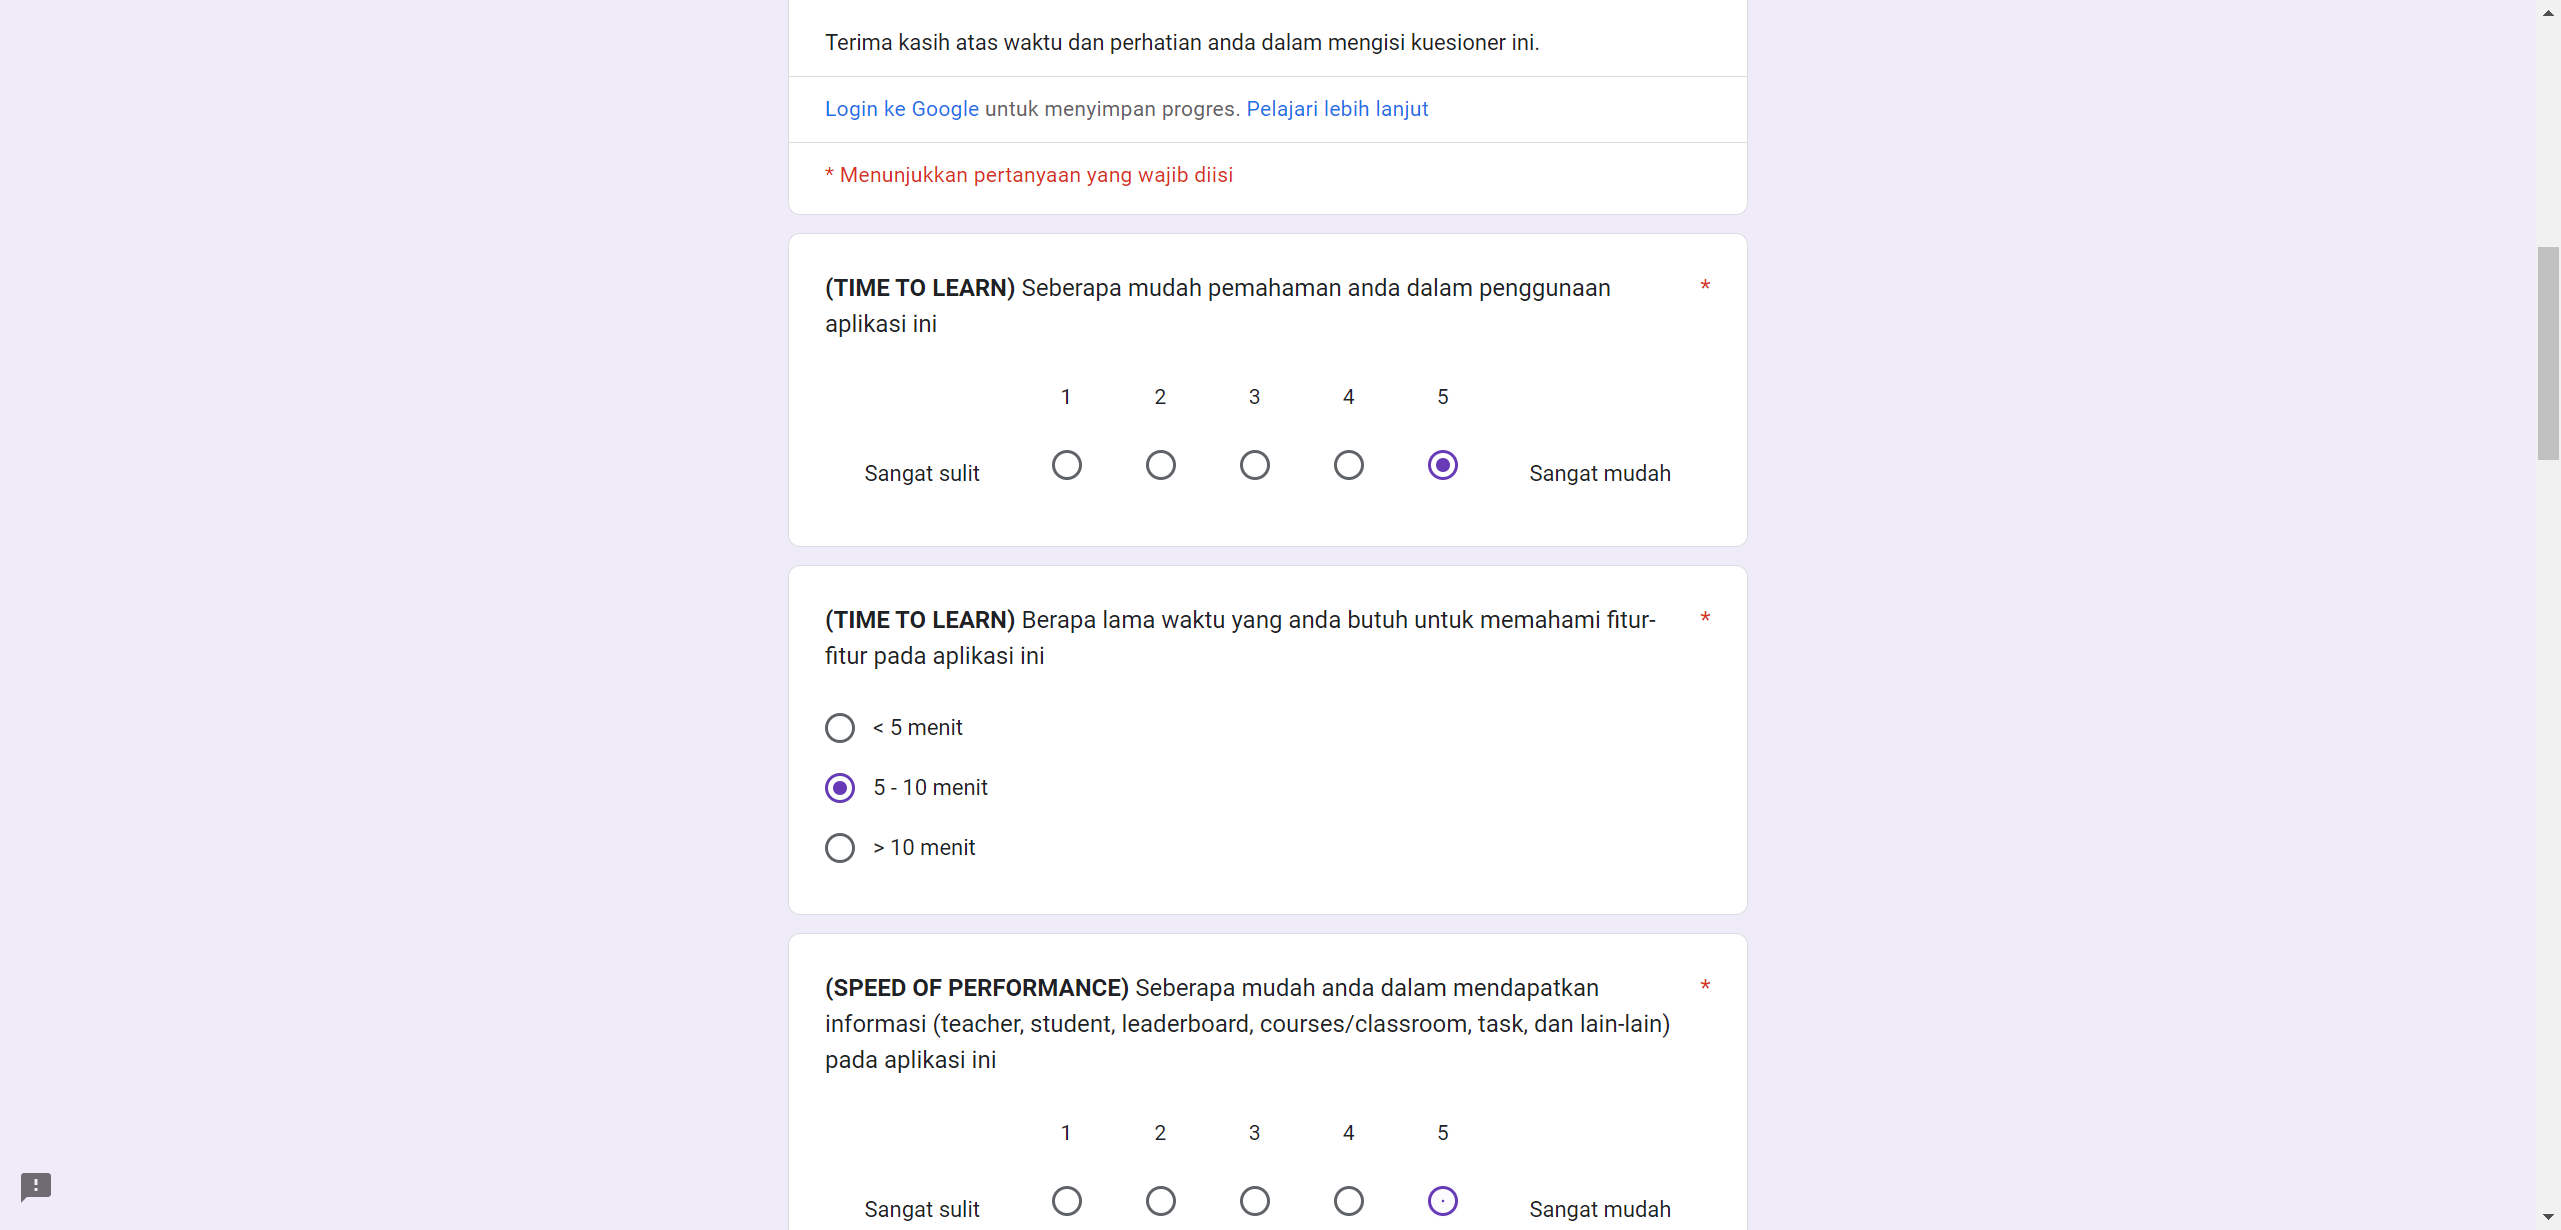 Terima kasih atas waktu dan perhatian anda dalam mengisi kuesioner ini.
Login ke Google untuk menyimpan progres. Pelajari lebih lanjut
* Menunjukkan pertanyaan yang wajib diisi
(TIME TO LEARN) Seberapa mudah pemahaman anda dalam penggunaan *
aplikasi ini
1 2 3 4 5
Sangat sulit Sangat mudah
(TIME TO LEARN) Berapa lama waktu yang anda butuh untuk memahami fitur- *
fitur pada aplikasi ini
< 5 menit
5 - 10 menit
> 10 menit
(SPEED OF PERFORMANCE) Seberapa mudah anda dalam mendapatkan *
informasi (teacher, student, leaderboard, courses/classroom, task, dan lain-lain)
pada aplikasi ini
1 2 3 4 5
Sangat sulit Sangat mudah